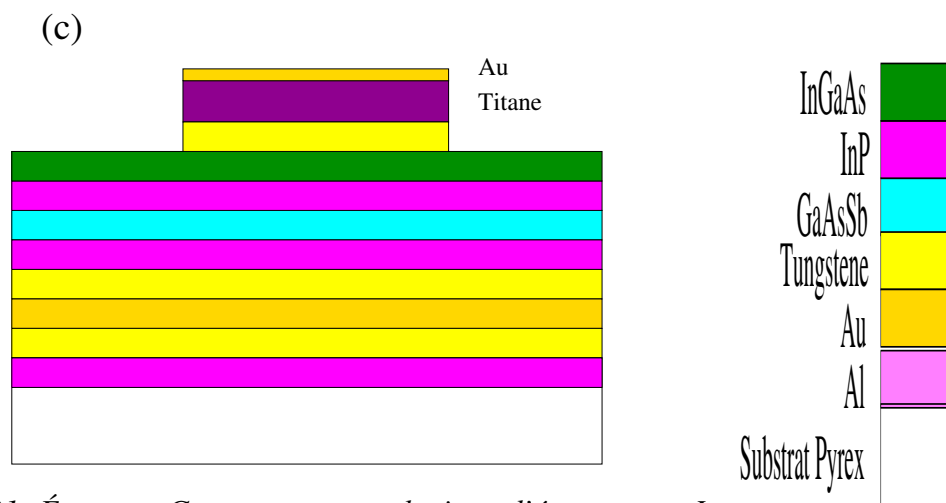 (c)
Au
Titane
InGaAs
InP
GaAsSb
Tungstene
Au
Al
Substrat Pyrex